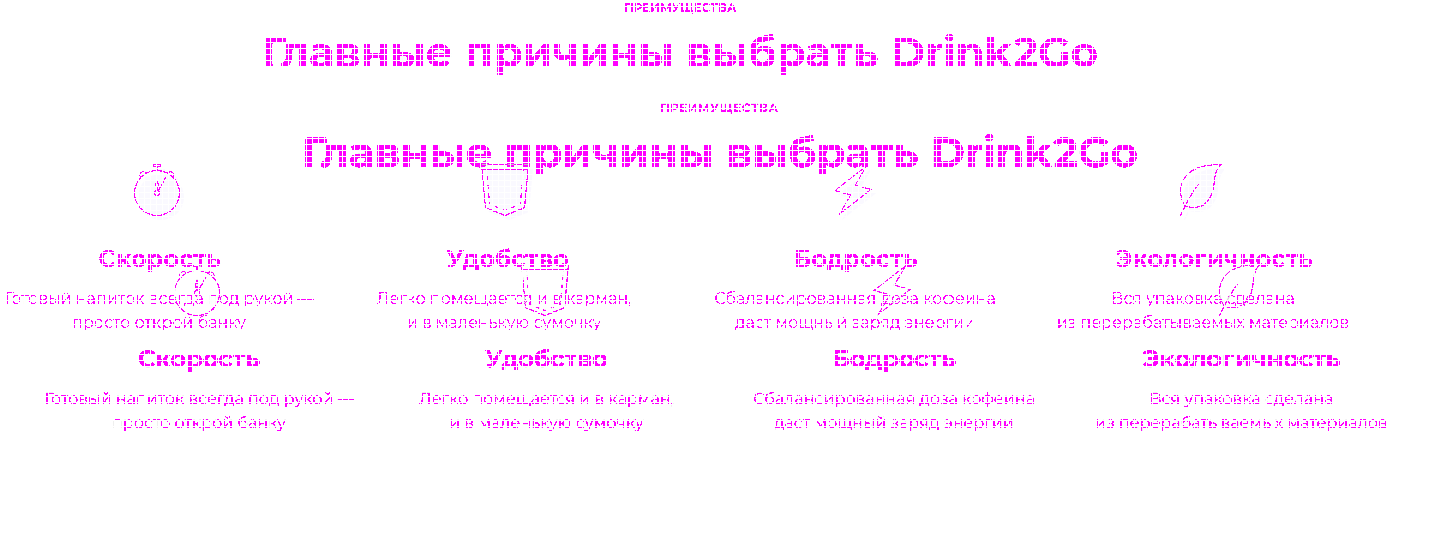 ПРЕИМУЩЕСТВА
Главные причины выбрать Drink2Go
ПРЕИМУЩЕСТВА
Главные причины выбрать Drink2Go
Скорость Удобство Бодрость Экологичность
Готовый напиток всегда под рукой — Легко помещается и в карман, Сбалансированная доза кофеина Вся упаковка сделана
просто открой банку и в маленькую сумочку даст мощный заряд энергии из перерабатываемых материалов
Скорость Удобство Бодрость Экологичность
Готовый напиток всегда под рукой — Легко помещается и в карман, Сбалансированная доза кофеина Вся упаковка сделана
просто открой банку и в маленькую сумочку даст мощный заряд энергии из перерабатываемых материалов